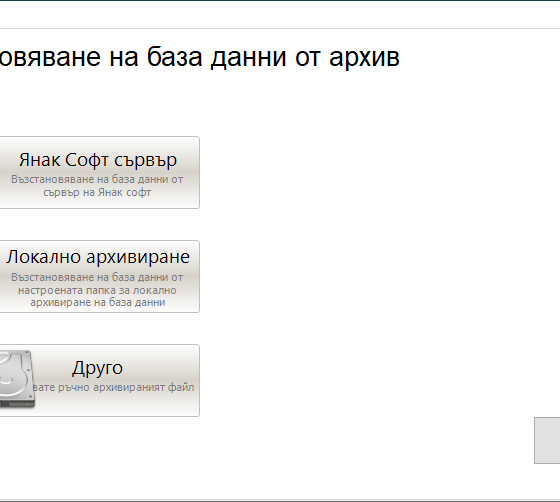 овяване на база данни от архив
Янак Софт сървър
Възстановяване на база данни от
сървър на Янак софт
Локално архивиране
Възстановяване на база данни от
настроената папка за локално
архивиране на база данни
Друго
вате ръчно архивираният файл